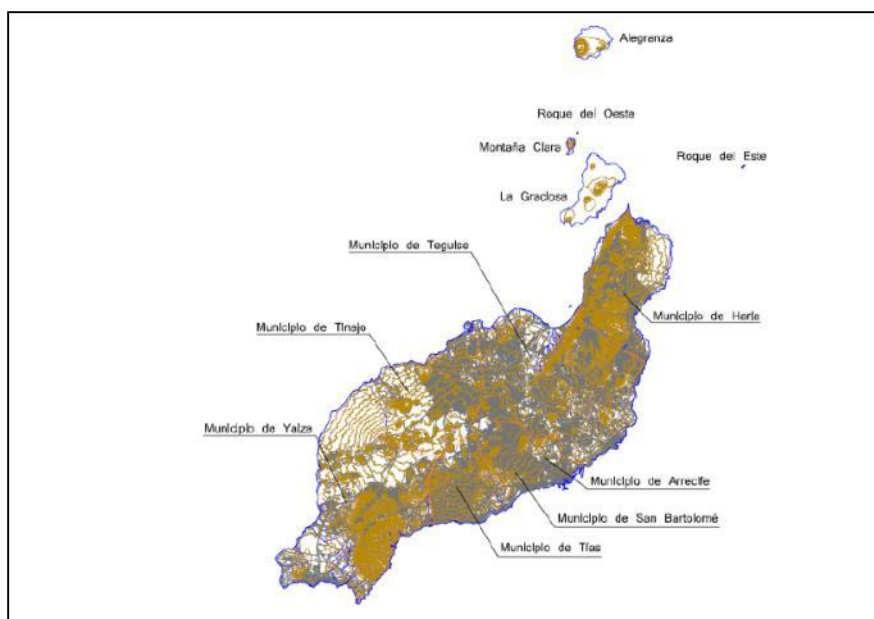 Alegranza
Roque del Oeste
Montaña Clara
Roque del Este
La Graciosa
Municipio de Teguise
Municipio de Haria
Municipio de Tinajo
Municipio de Yaiza
Municipio de Arrecife
Municipio de San Bartolomé
Municipio de Tías